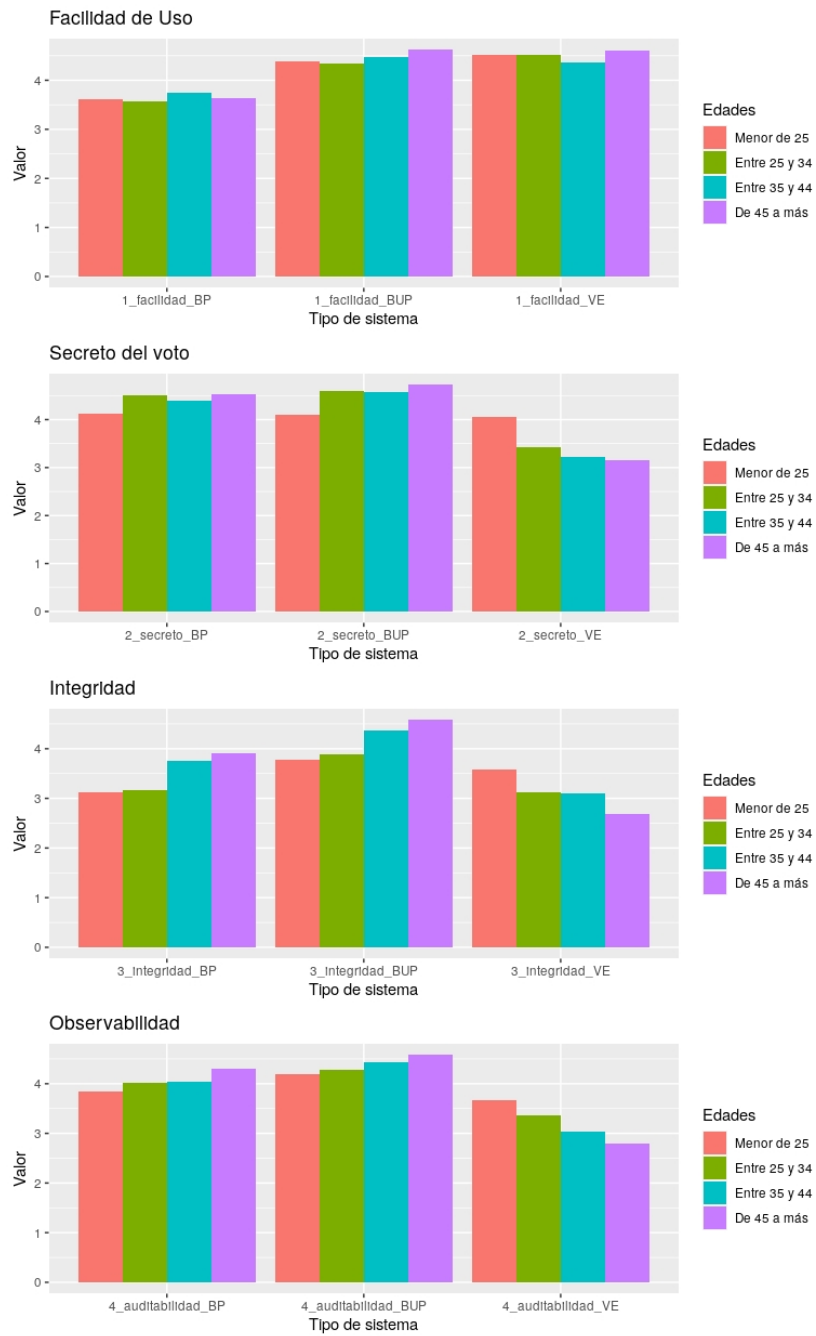 Facilidad de Uso
Valor
4
3
2
1
0
1_facilidad_BP
1_facilidad_BUP
1_facilidad_VE
Tipo de sistema
Edades
Menor de 25
Entre 25 y 34
Entre 35 y 44
De 45 a más
Secreto del voto
Valor
4
3
2
1
0
2_secreto_BP
2_secreto_BUP
2_secreto_VE
Tipo de sistema
Edades
Menor de 25
Entre 25 y 34
Entre 35 y 44
De 45 a más
Integridad
Valor
4
3
2
1
0
3_integridad_BP
3_integridad_BUP
3_integridad_VE
Tipo de sistema
Edades
Menor de 25
Entre 25 y 34
Entre 35 y 44
De 45 a más
Observabilidad
Valor
4
3
2
1
0
4_auditabilidad_BP
4_auditabilidad_BUP
4_auditabilidad_VE
Tipo de sistema
Edades
Menor de 25
Entre 25 y 34
Entre 35 y 44
De 45 a más